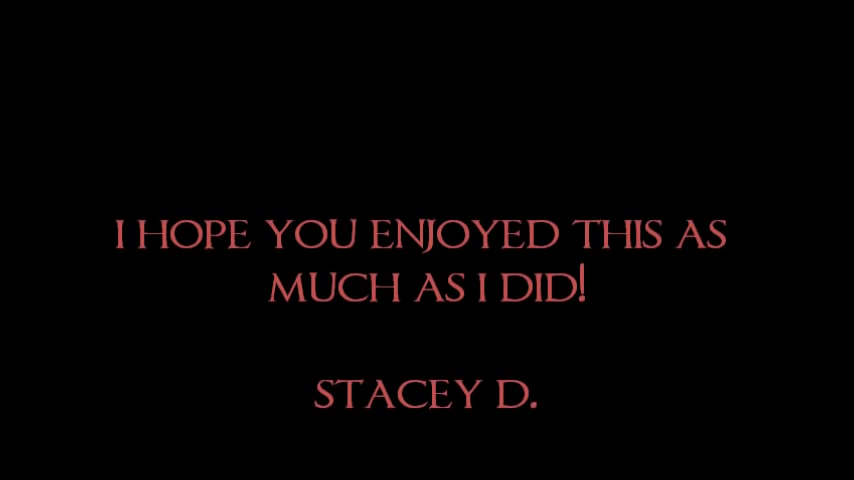 I HOPE YOU ENJOYED THIS AS
MUCH AS I DID!
STACEY D.